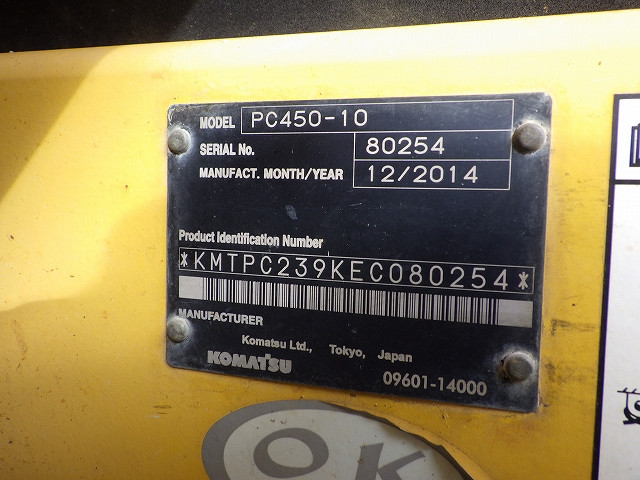 MODEL PC450-10
SERIAL No. 80254
MANUFACT. MONTH/YEAR 12/2014
Product Identification Number
*KMTPC239KEC080254*
MANUFACTURER
Komatsu Ltd., Tokyo, Japan
KOMATSU
09601-14000
OK